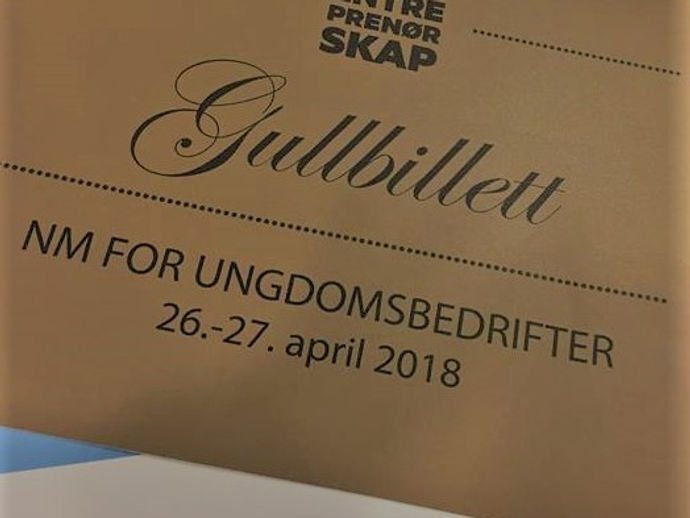 NTRE
PRENØR
SKAP
Gullbillett
NM FOR UNGDOMSBEDRIFTER
26.-27. april 2018